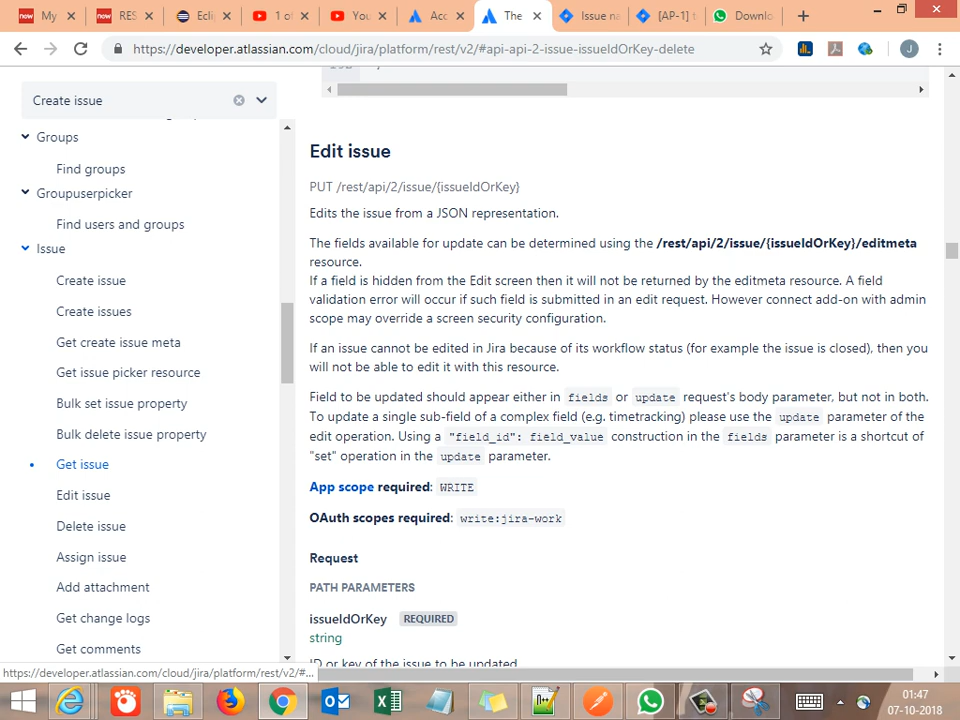 My
RES
Ecli
1 of
You
Acc
The
Issue na
[AP-1] t
Downlo
https://developer.atlassian.com/cloud/jira/platform/rest/v2/#api-api-2-issue-issueIdOrKey-delete
J
Create issue
Groups
Find groups
Groupuserpicker
Find users and groups
Issue
Create issue
Create issues
Get create issue meta
Get issue picker resource
Bulk set issue property
Bulk delete issue property
Get issue
Edit issue
Delete issue
Assign issue
Add attachment
Get change logs
Get comments
Edit issue
PUT /rest/api/2/issue/{issueIdOrKey}
Edits the issue from a JSON representation.
The fields available for update can be determined using the /rest/api/2/issue/{issueIdOrKey}/editmeta
resource.
If a field is hidden from the Edit screen then it will not be returned by the editmeta resource. A field
validation error will occur if such field is submitted in an edit request. However connect add-on with admin
scope may override a screen security configuration.
If an issue cannot be edited in Jira because of its workflow status (for example the issue is closed), then you
will not be able to edit it with this resource.
Field to be updated should appear either in fields or update request's body parameter, but not in both.
To update a single sub-field of a complex field (e.g. timetracking) please use the update parameter of the
edit operation. Using a "field_id": field_value construction in the fields parameter is a shortcut of
"set" operation in the update parameter.
App scope required: WRITE
OAuth scopes required: write:jira-work
Request
PATH PARAMETERS
issueIdOrKey REQUIRED
string
ID or key of the issue to be updated
https://developer.atlassian.com/cloud/jira/platform/rest/v2/#...
01:47
07-10-2018